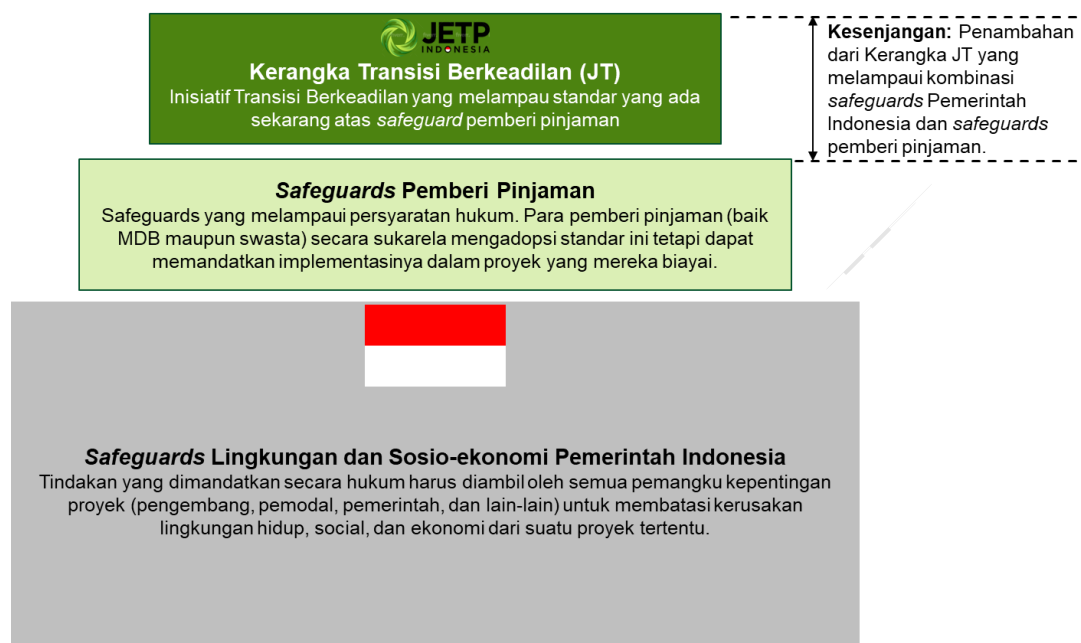 JETP
INDONESIA
Kerangka Transisi Berkeadilan (JT)
Inisiatif Transisi Berkeadilan yang melampau standar yang ada
sekarang atas safeguard pemberi pinjaman
Kesenjangan: Penambahan
dari Kerangka JT yang
melampaui kombinasi
safeguards Pemerintah
Indonesia dan safeguards
pemberi pinjaman.
Safeguards Pemberi Pinjaman
Safeguards yang melampaui persyaratan hukum. Para pemberi pinjaman (baik
MDB maupun swasta) secara sukarela mengadopsi standar ini tetapi dapat
memandatkan implementasinya dalam proyek yang mereka biayai.
Safeguards Lingkungan dan Sosio-ekonomi Pemerintah Indonesia
Tindakan yang dimandatkan secara hukum harus diambil oleh semua pemangku kepentingan
proyek (pengembang, pemodal, pemerintah, dan lain-lain) untuk membatasi kerusakan
lingkungan hidup, social, dan ekonomi dari suatu proyek tertentu.